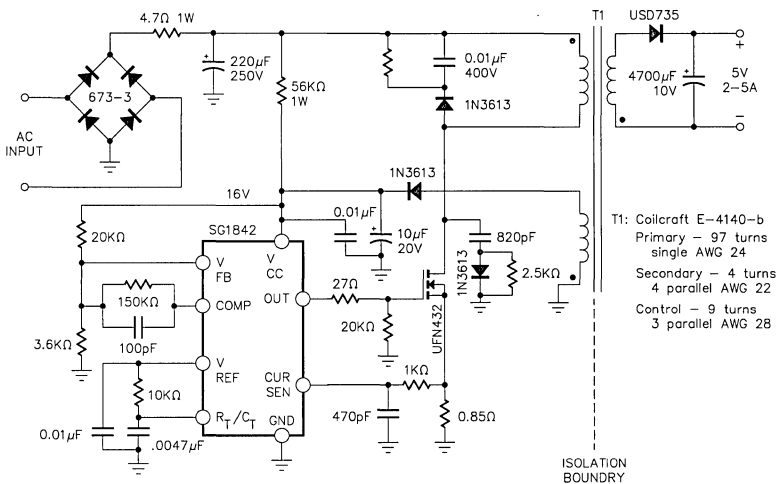 4.7Ω 1W
T1
USD735
220µF
250V
0.01µF
400V
56KΩ
1W
4700µF
10V
+
5V
2-5A
−
673-3
1N3613
AC
INPUT
16V
1N3613
0.01µF
10µF
20V
820pF
1N3613
2.5KΩ
T1: Coilcraft E-4140-b
Primary - 97 turns
single AWG 24
Secondary - 4 turns
4 parallel AWG 22
Control - 9 turns
3 parallel AWG 28
20KΩ
SG1842
V
CC
V
FB
150KΩ
COMP
OUT
27Ω
UFN432
20KΩ
100pF
3.6KΩ
V
REF
10KΩ
CUR
SEN
1KΩ
RT/CT
GND
470pF
0.85Ω
0.01µF
.0047µF
ISOLATION
BOUNDRY